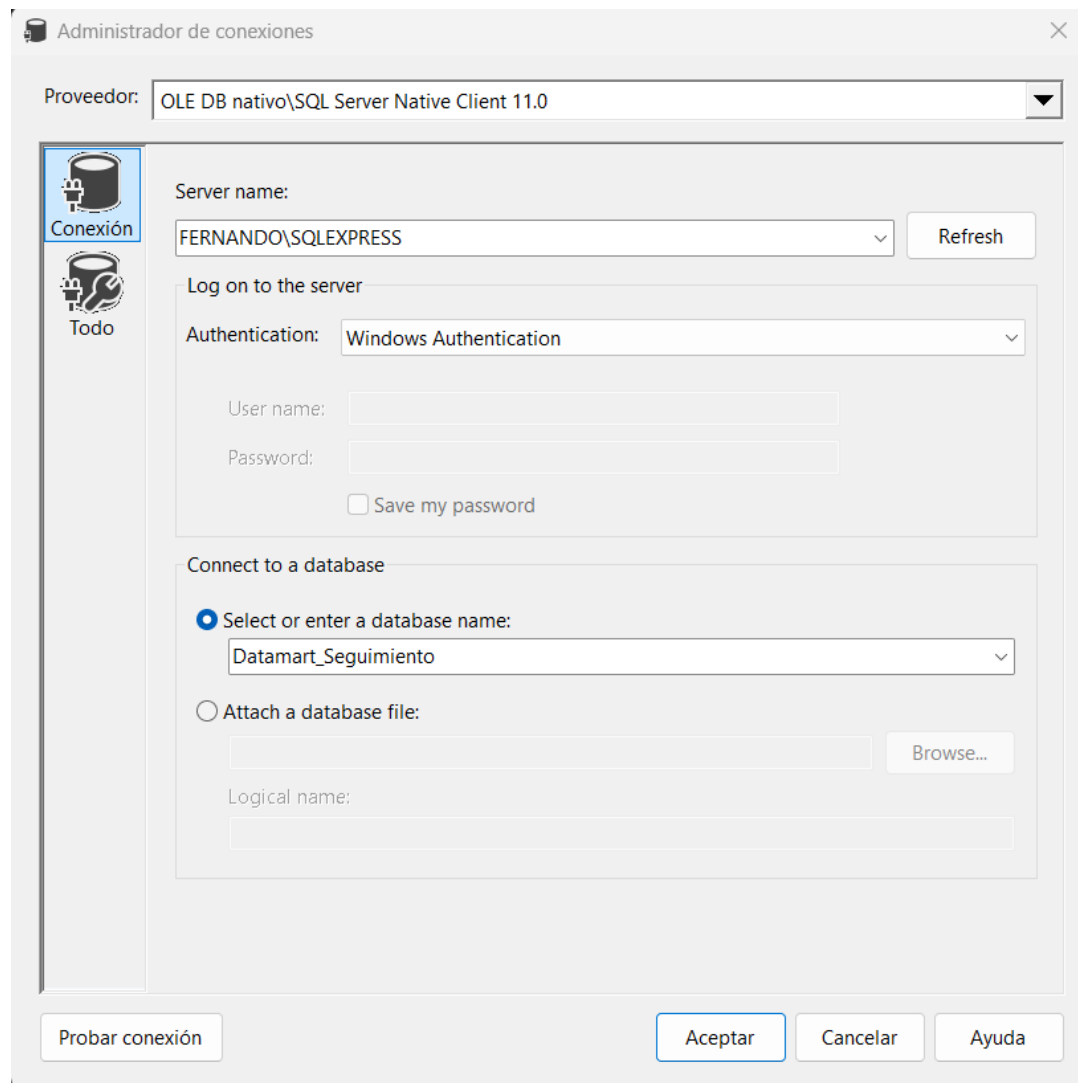 Administrador de conexiones
Proveedor: OLE DB nativo\SQL Server Native Client 11.0
Conexión
Todo
Server name:
FERNANDO\SQLEXPRESS Refresh
Log on to the server
Authentication: Windows Authentication
User name:
Password:
Save my password
Connect to a database
Select or enter a database name:
Datamart_Seguimiento
Attach a database file:
Browse...
Logical name:
Probar conexión Aceptar Cancelar Ayuda